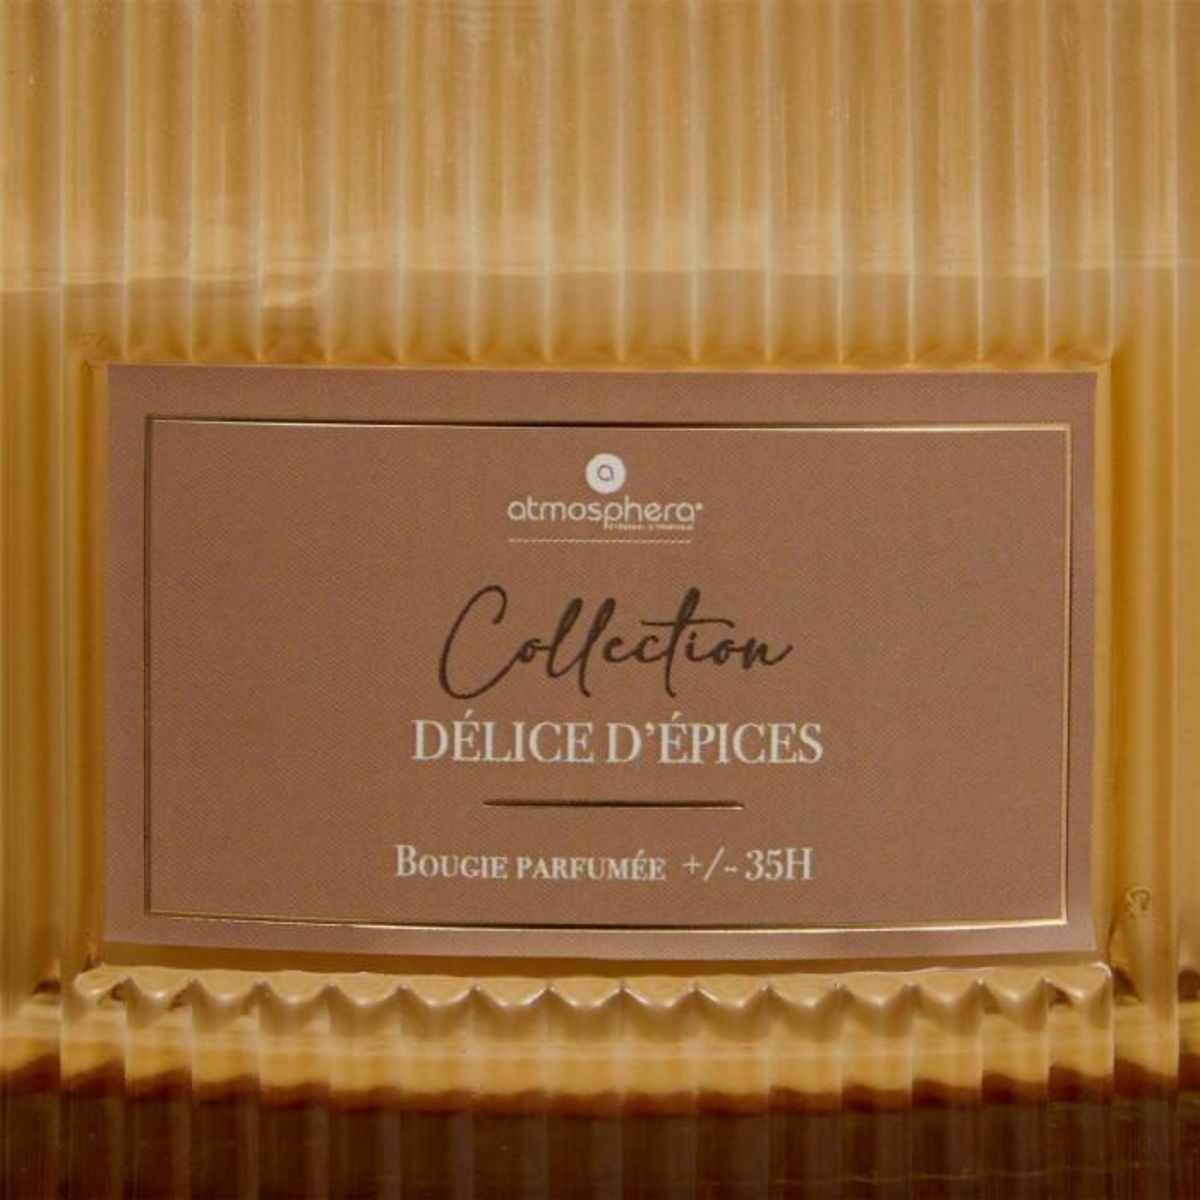 a
atmosphera®
Collection
DÉLICE D'ÉPICES
BOUGIE PARFUMÉE +/- 35H